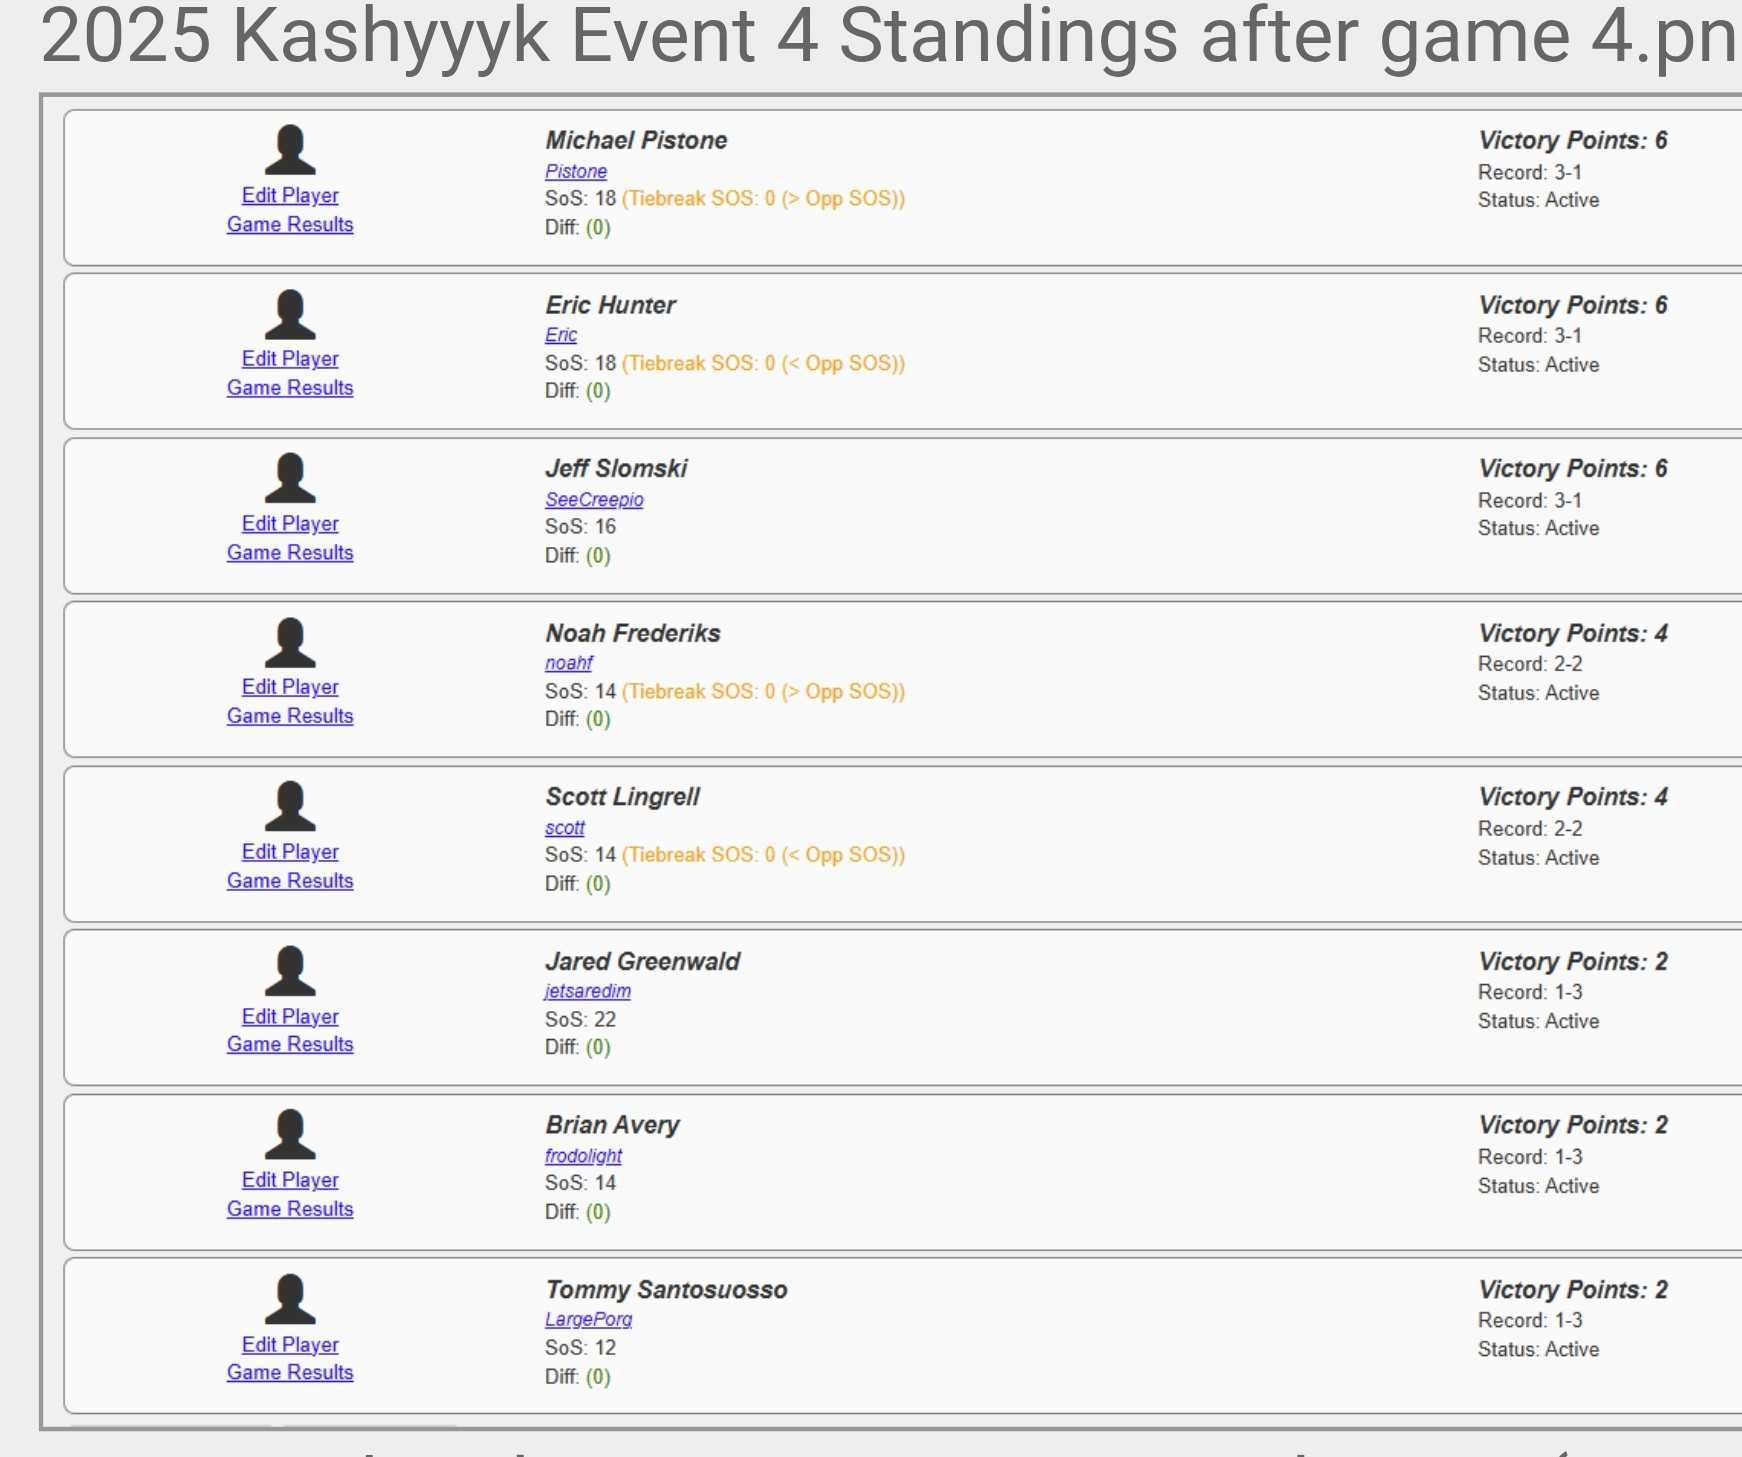 2025 Kashyyyk Event 4 Standings after game 4.pn
Michael Pistone
Pistone
SoS: 18 (Tiebreak SOS: 0 (> Opp SOS))
Diff: (0)
Edit Player
Game Results
Victory Points: 6
Record: 3-1
Status: Active
Eric Hunter
Eric
SoS: 18 (Tiebreak SOS: 0 (< Opp SOS))
Diff: (0)
Edit Player
Game Results
Victory Points: 6
Record: 3-1
Status: Active
Jeff Slomski
SeeCreepio
SoS: 16
Diff: (0)
Edit Player
Game Results
Victory Points: 6
Record: 3-1
Status: Active
Noah Frederiks
noahf
SoS: 14 (Tiebreak SOS: 0 (> Opp SOS))
Diff: (0)
Edit Player
Game Results
Victory Points: 4
Record: 2-2
Status: Active
Scott Lingrell
scott
SoS: 14 (Tiebreak SOS: 0 (< Opp SOS))
Diff: (0)
Edit Player
Game Results
Victory Points: 4
Record: 2-2
Status: Active
Jared Greenwald
jetsaredim
SoS: 22
Diff: (0)
Edit Player
Game Results
Victory Points: 2
Record: 1-3
Status: Active
Brian Avery
frodolight
SoS: 14
Diff: (0)
Edit Player
Game Results
Victory Points: 2
Record: 1-3
Status: Active
Tommy Santosuosso
LargePorg
SoS: 12
Diff: (0)
Edit Player
Game Results
Victory Points: 2
Record: 1-3
Status: Active